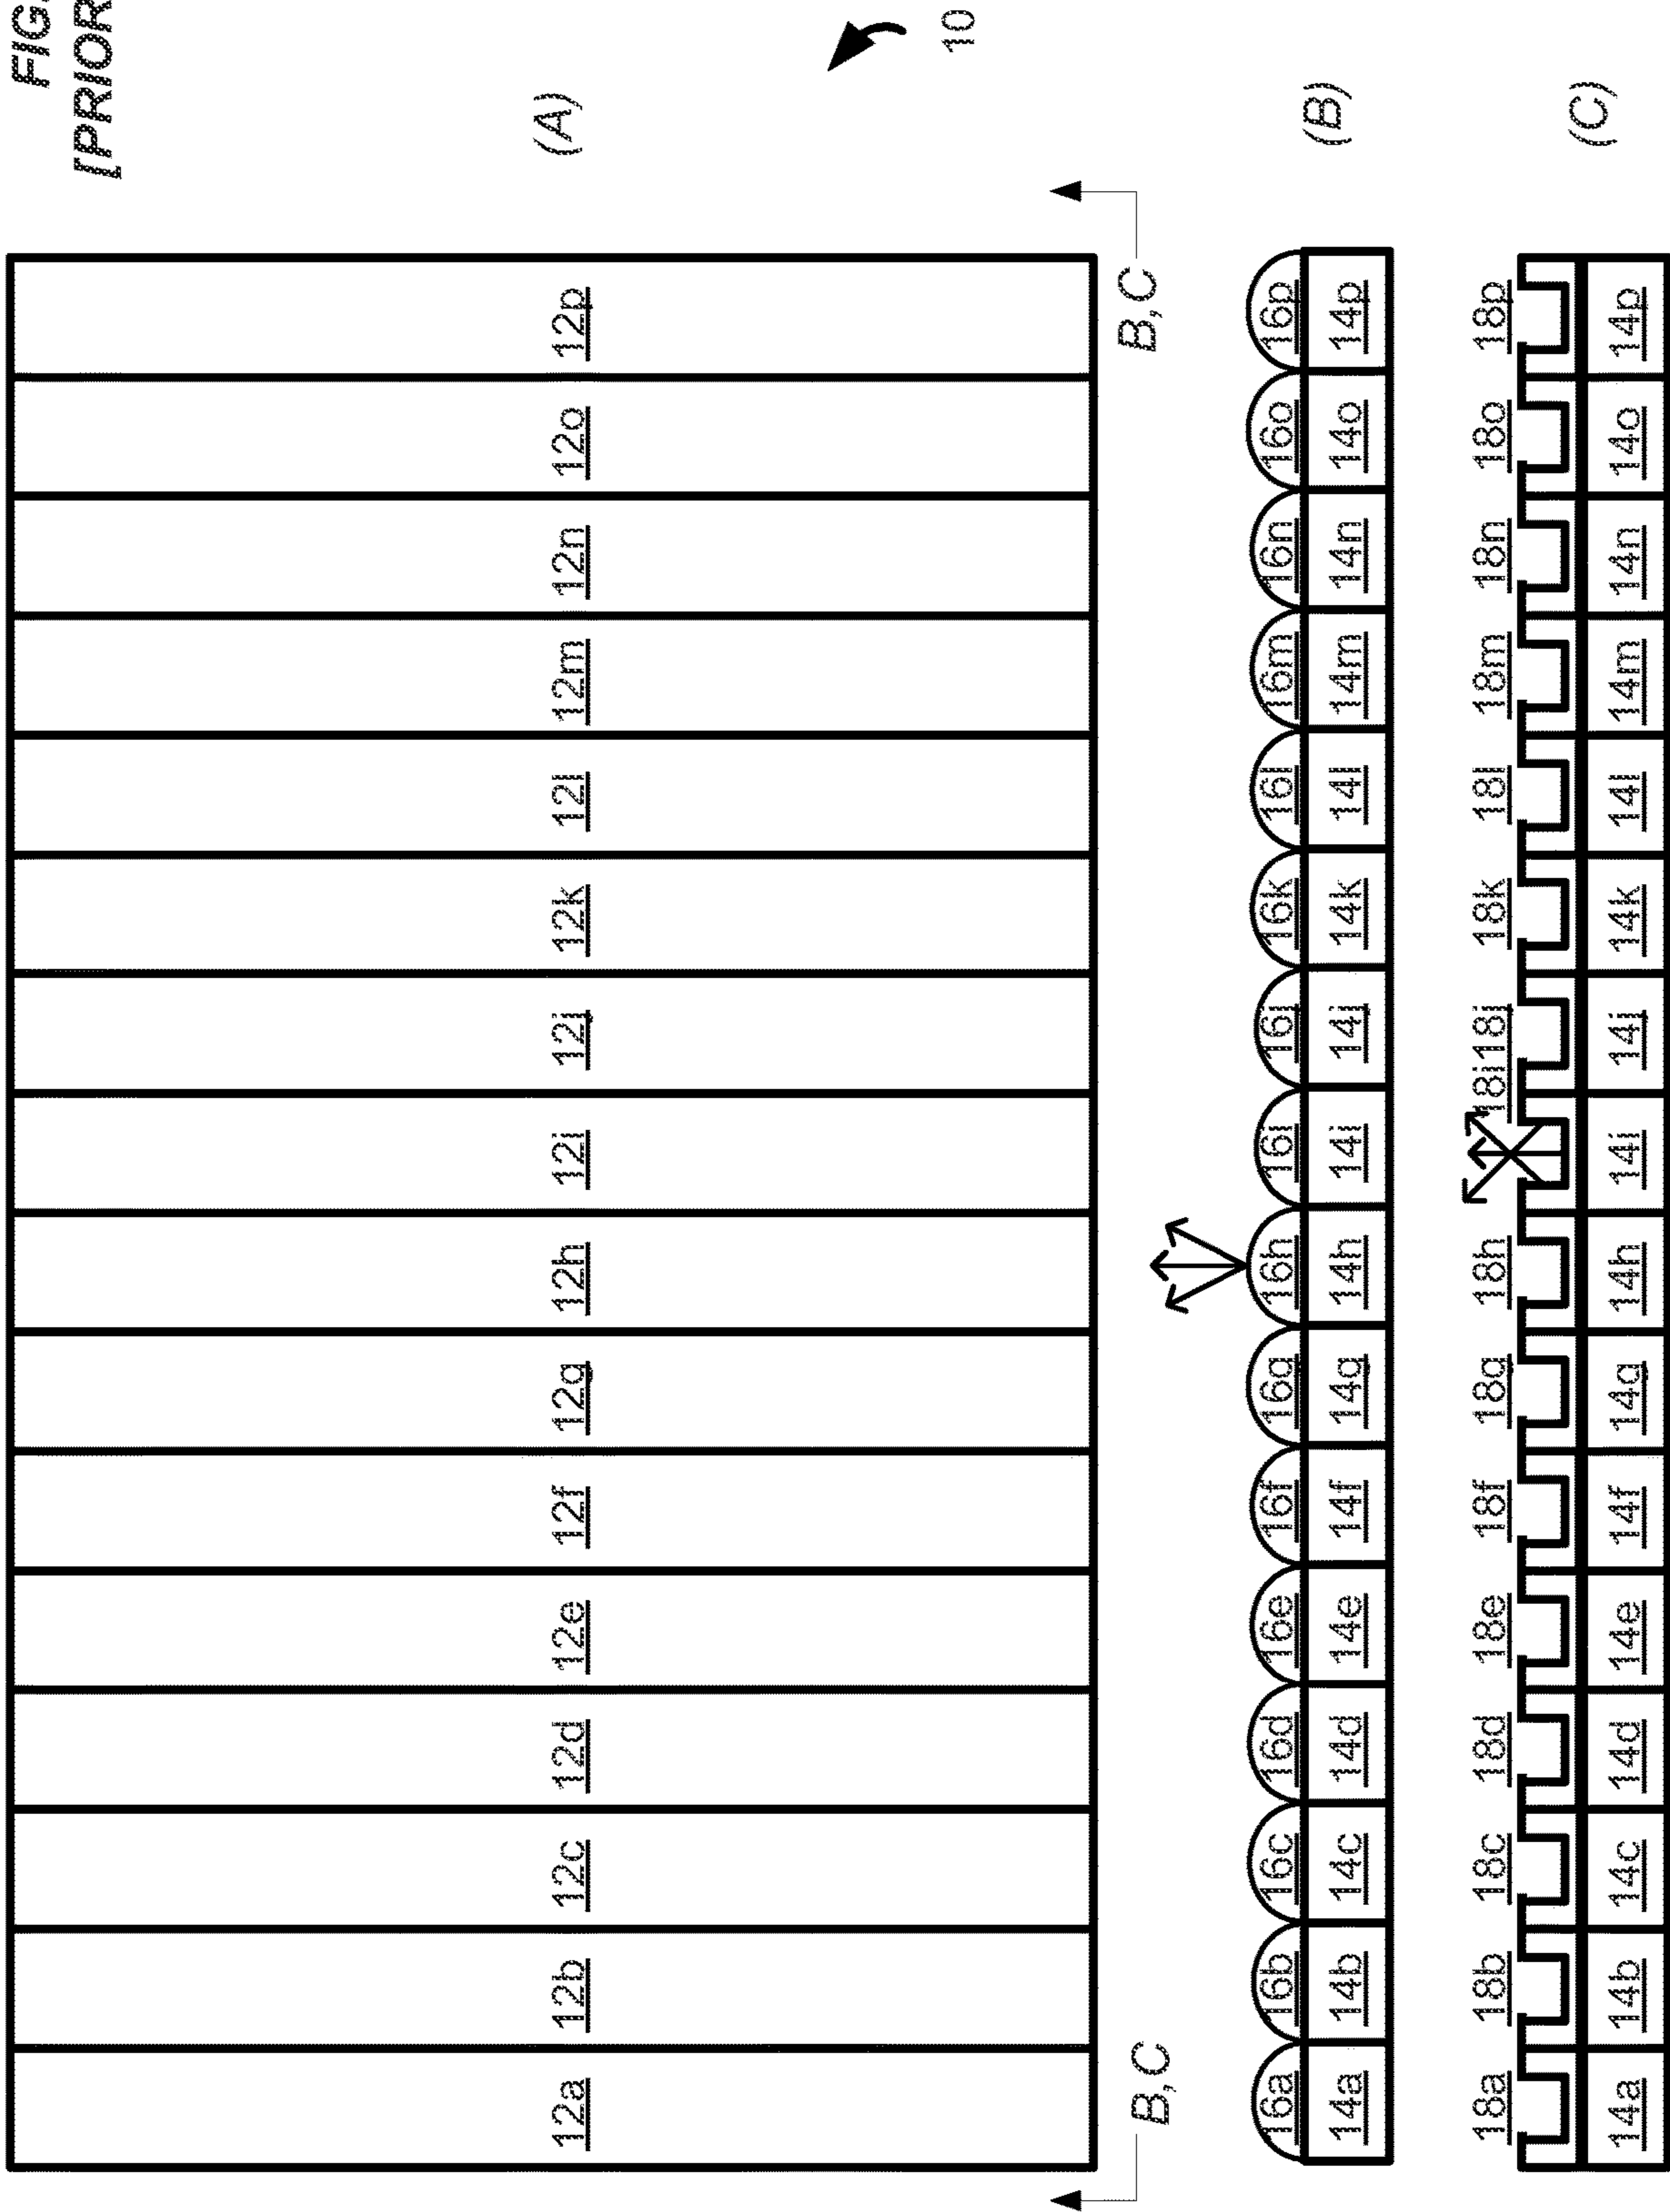 FIG.
[PRIOR
(A)
10
12a 12b 12c 12d 12e 12f 12g 12h 12i 12j 12k 12l 12m 12n 12o 12p
B,C B,C
(B)
16a 16b 16c 16d 16e 16f 16g 16h 16i 16j 16k 16l 16m 16n 16o 16p
14a 14b 14c 14d 14e 14f 14g 14h 14i 14j 14k 14l 14m 14n 14o 14p
(C)
18a 18b 18c 18d 18e 18f 18g 18h 18i 18j 18k 18l 18m 18n 18o 18p
14a 14b 14c 14d 14e 14f 14g 14h 14i 14j 14k 14l 14m 14n 14o 14p